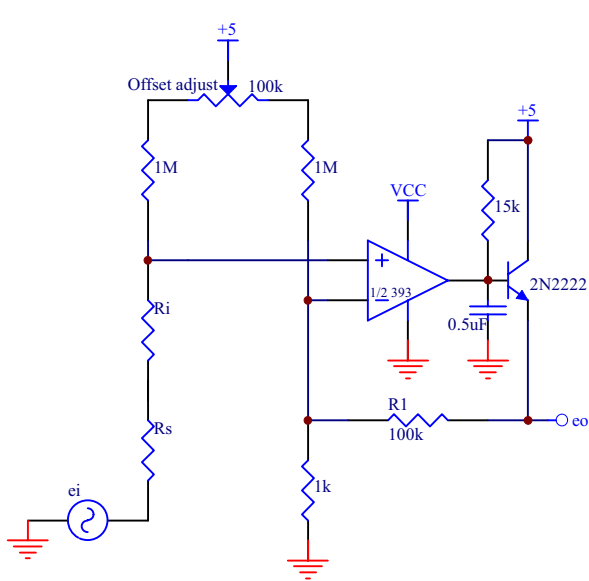 +5
Offset adjust
100k
+5
1M
1M
VCC
15k
+
1/2 393
−
2N2222
Ri
0.5uF
R1
100k
eo
Rs
1k
ei